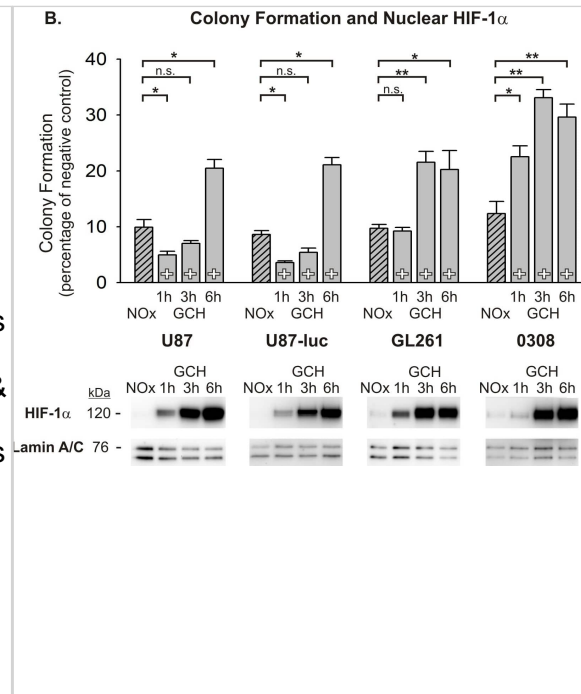 B. Colony Formation and Nuclear HIF-1α
Colony Formation
(percentage of negative control)
40
30
20
10
0
* n.s. *
* n.s. *
n.s. ** *
* ** **
+ + + + + + + + + + + +
1h 3h 6h 1h 3h 6h 1h 3h 6h 1h 3h 6h
NOx GCH NOx GCH NOx GCH NOx GCH
U87 U87-luc GL261 0308
S
GCH GCH GCH GCH
kDa NOx 1h 3h 6h NOx 1h 3h 6h NOx 1h 3h 6h NOx 1h 3h 6h
&
HIF-1α 120 -
Lamin A/C 76 -
S